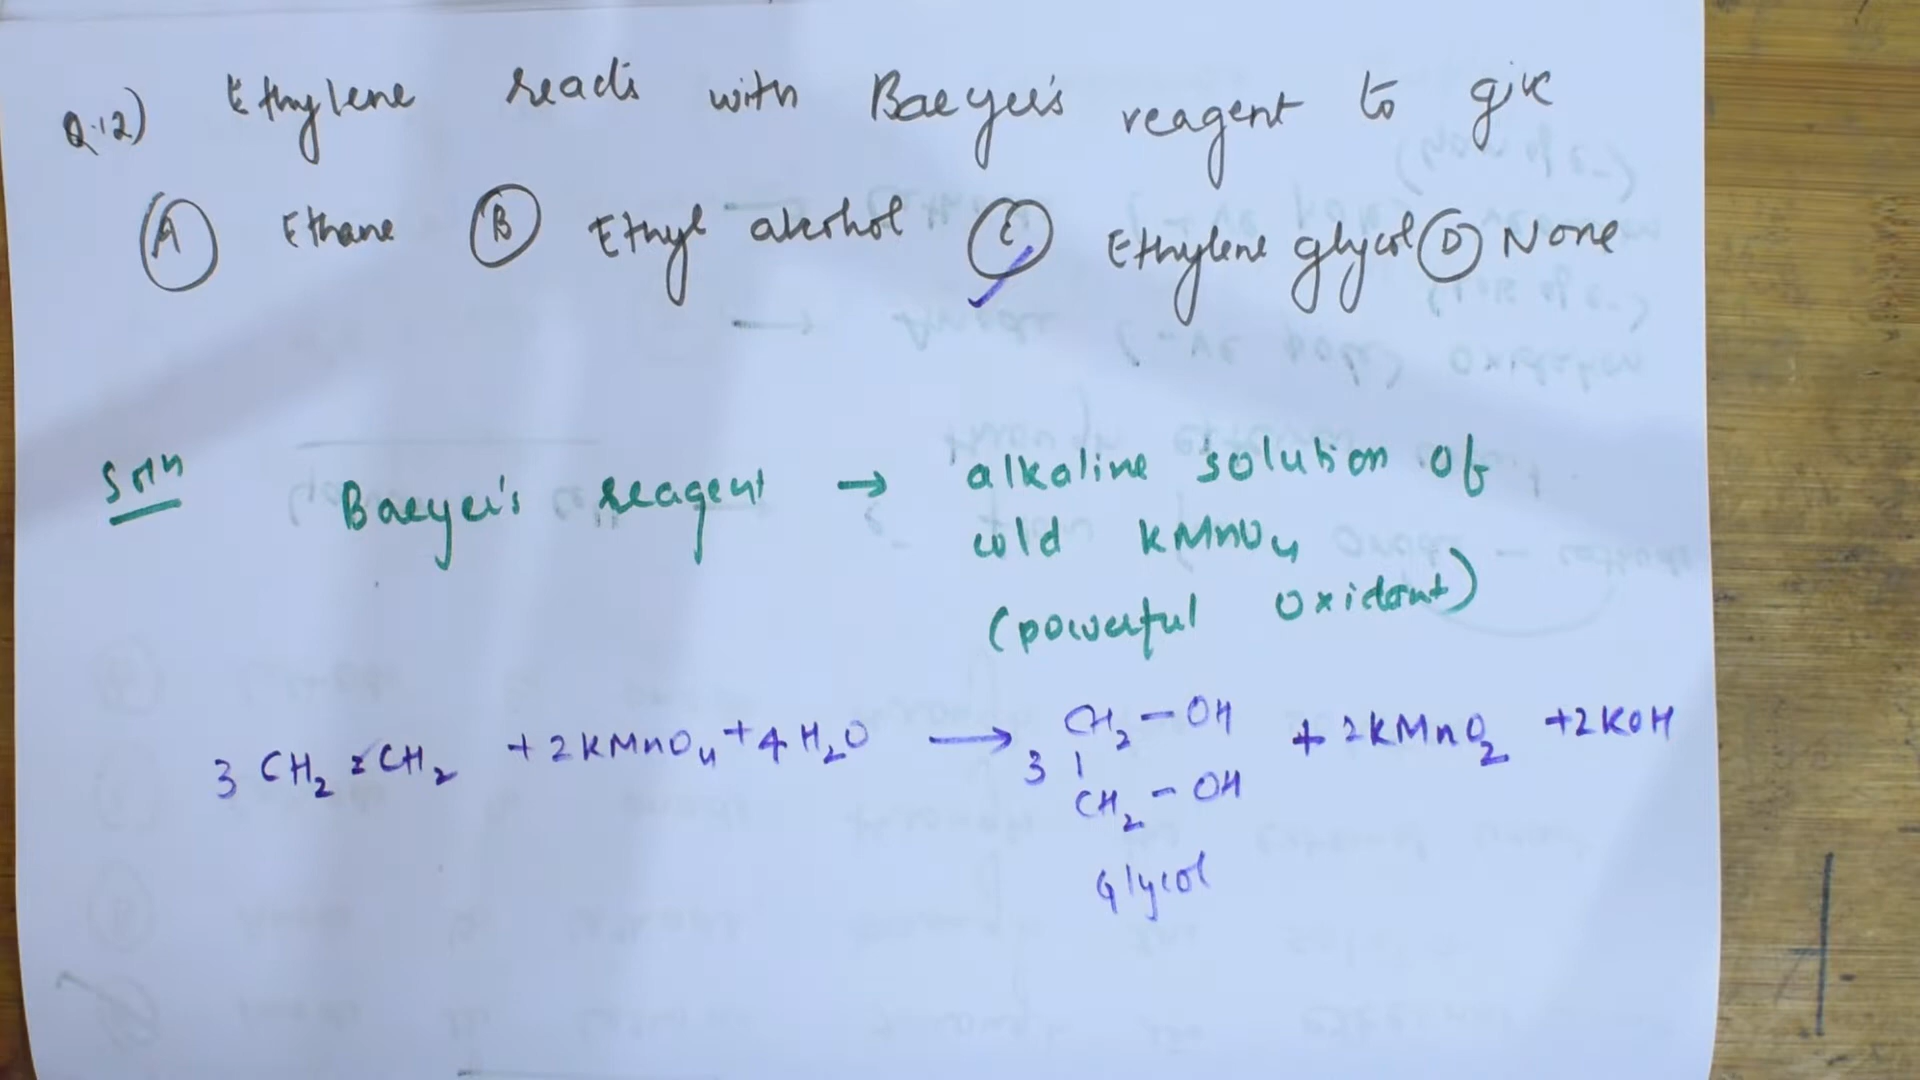 Q.12) Ethylene reacts with Baeyer's reagent to give
A Ethane B Ethyl alcohol C Ethylene glycol D None
Soln Baeyer's reagent → alkaline solution of
cold KMnO4
(powerful oxidant)
3 CH2=CH2 + 2KMnO4 + 4H2O → 3 CH2-OH + 2KMnO2 + 2KOH
CH2-OH
Glycol